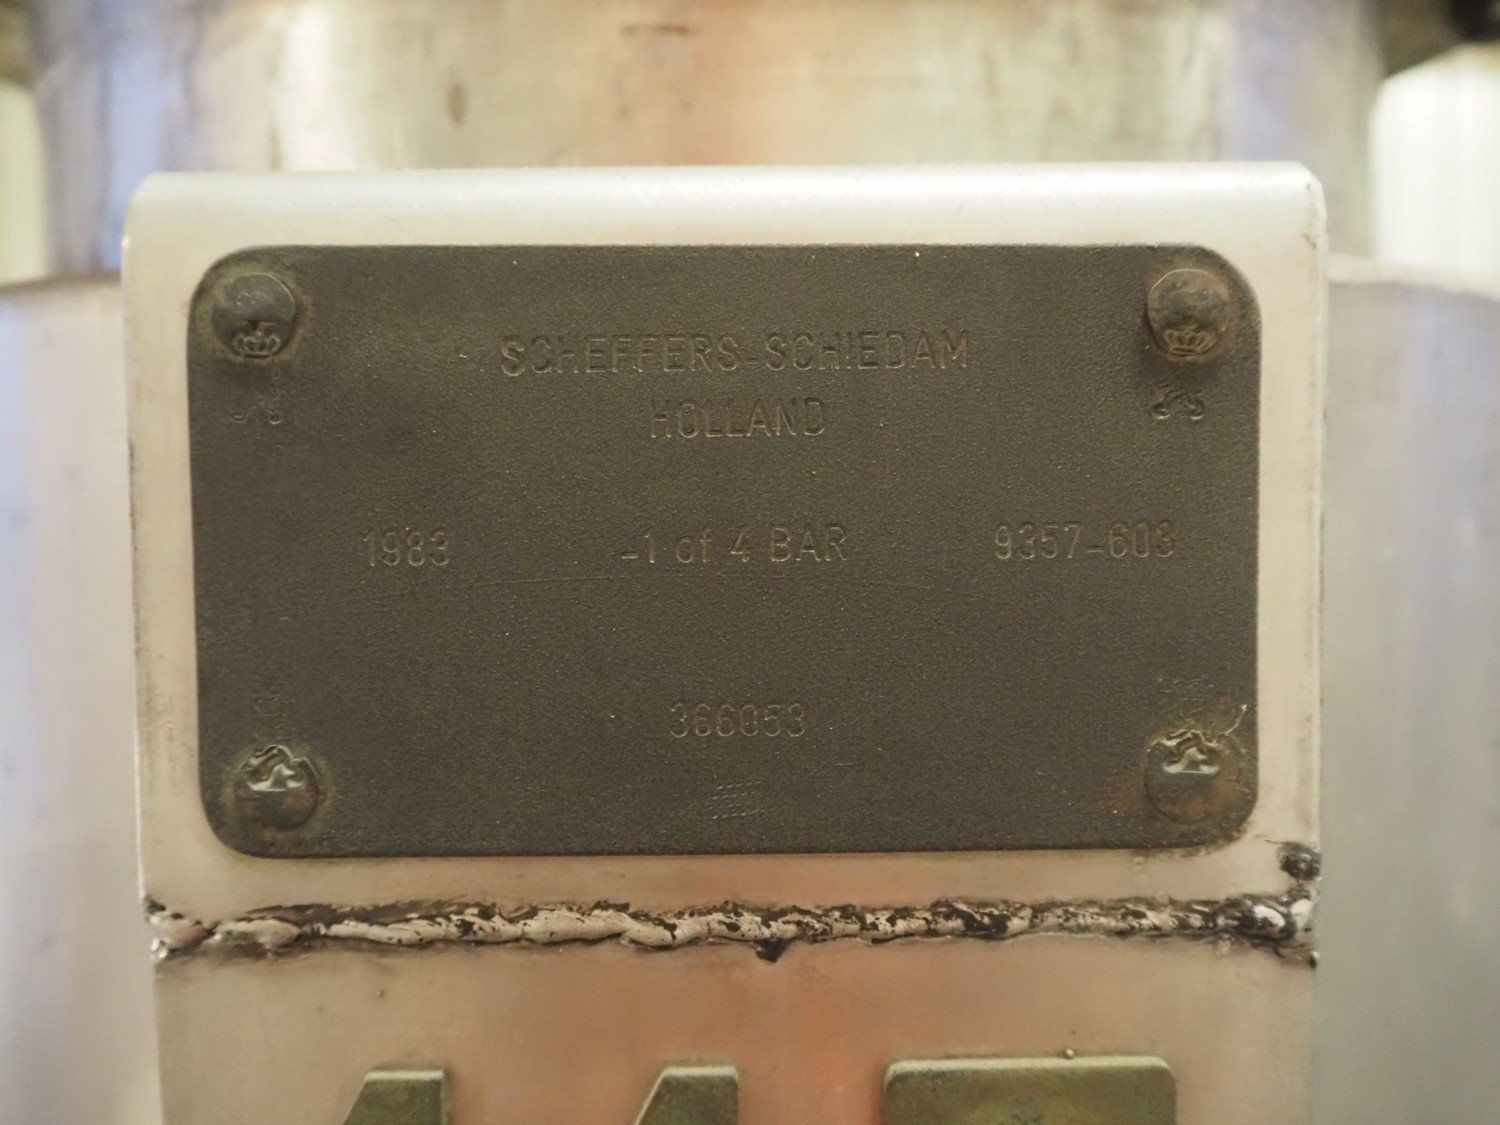 SCHEFFERS-SCHIEDAM
HOLLAND
1983 -1 of 4 BAR 9357-603
366053